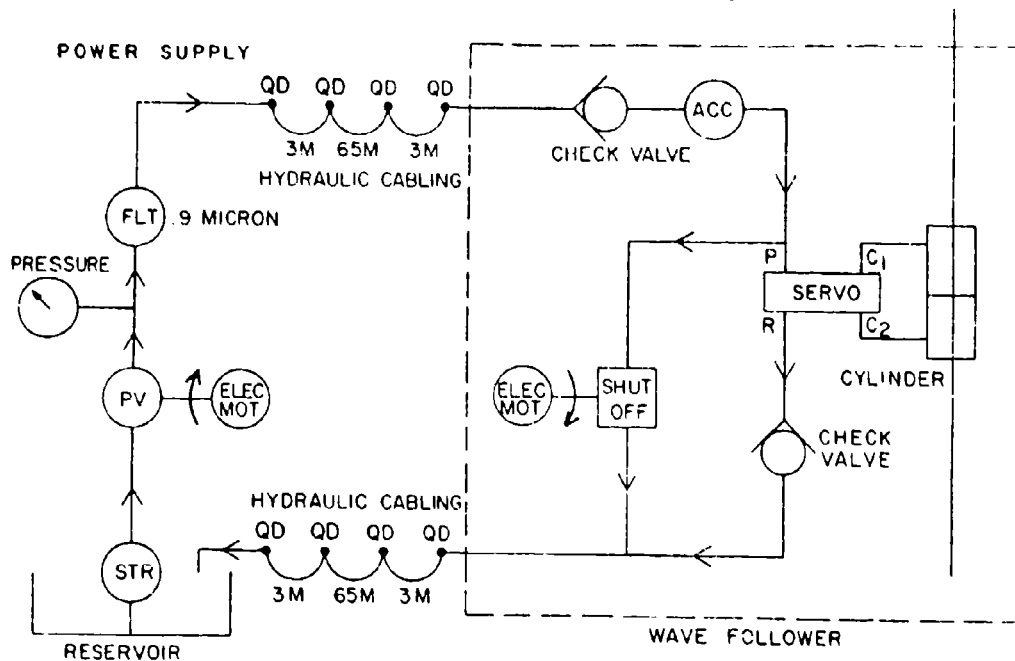 POWER SUPPLY
QD QD QD QD
3M 65M 3M
HYDRAULIC CABLING
CHECK VALVE
ACC
FLT .9 MICRON
PRESSURE
P
C1
SERVO
R
C2
CYLINDER
PV
ELEC
MOT
ELEC
MOT
SHUT
OFF
CHECK
VALVE
HYDRAULIC CABLING
QD QD QD QD
3M 65M 3M
STR
RESERVOIR
WAVE FOLLOWER